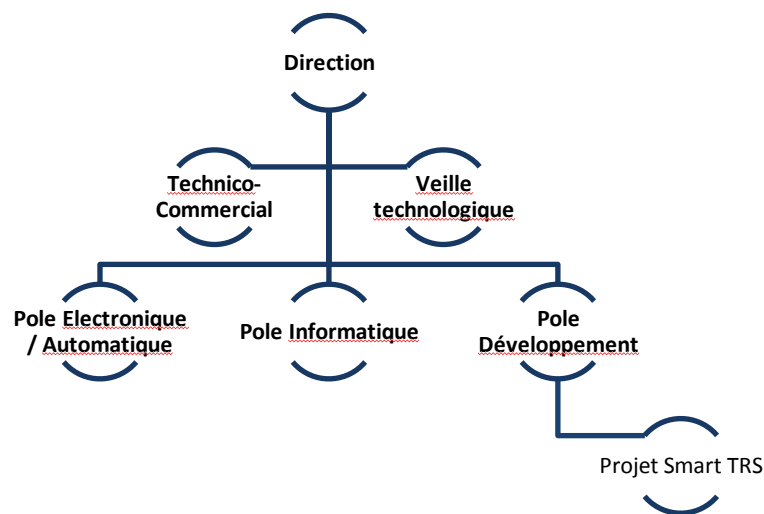 Direction
Technico-
Commercial
Veille
technologique
Pole Electronique
/ Automatique
Pole Informatique
Pole
Développement
Projet Smart TRS